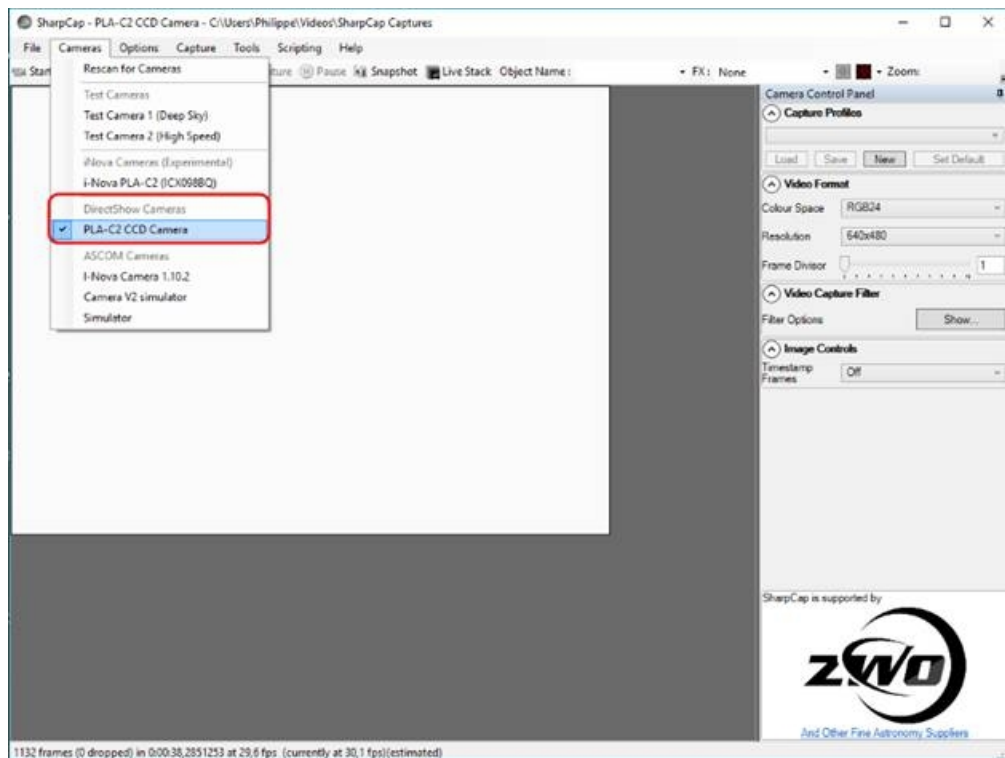 SharpCap - PLA-C2 CCD Camera - C:\Users\Philippe\Videos\SharpCap Captures
File Cameras Options Capture Tools Scripting Help
Start Pause Snapshot Live Stack Object Name : FX : None Zoom:
Rescan for Cameras
Test Cameras
Test Camera 1 (Deep Sky)
Test Camera 2 (High Speed)
iNova Cameras (Experimental)
i-Nova PLA-C2 (ICX098BQ)
DirectShow Cameras
PLA-C2 CCD Camera
ASCOM Cameras
I-Nova Camera 1.10.2
Camera V2 simulator
Simulator
Camera Control Panel
Capture Profiles
Load Save New Set Default
Video Format
Colour Space RGB24
Resolution 640x480
Frame Divisor 1
Video Capture Filter
Filter Options Show...
Image Controls
Timestamp
Frames Off
SharpCap is supported by
ZWO
And Other Fine Astronomy Suppliers
1132 frames (0 dropped) in 0:00:38,2851253 at 29,6 fps (currently at 30,1 fps)(estimated)